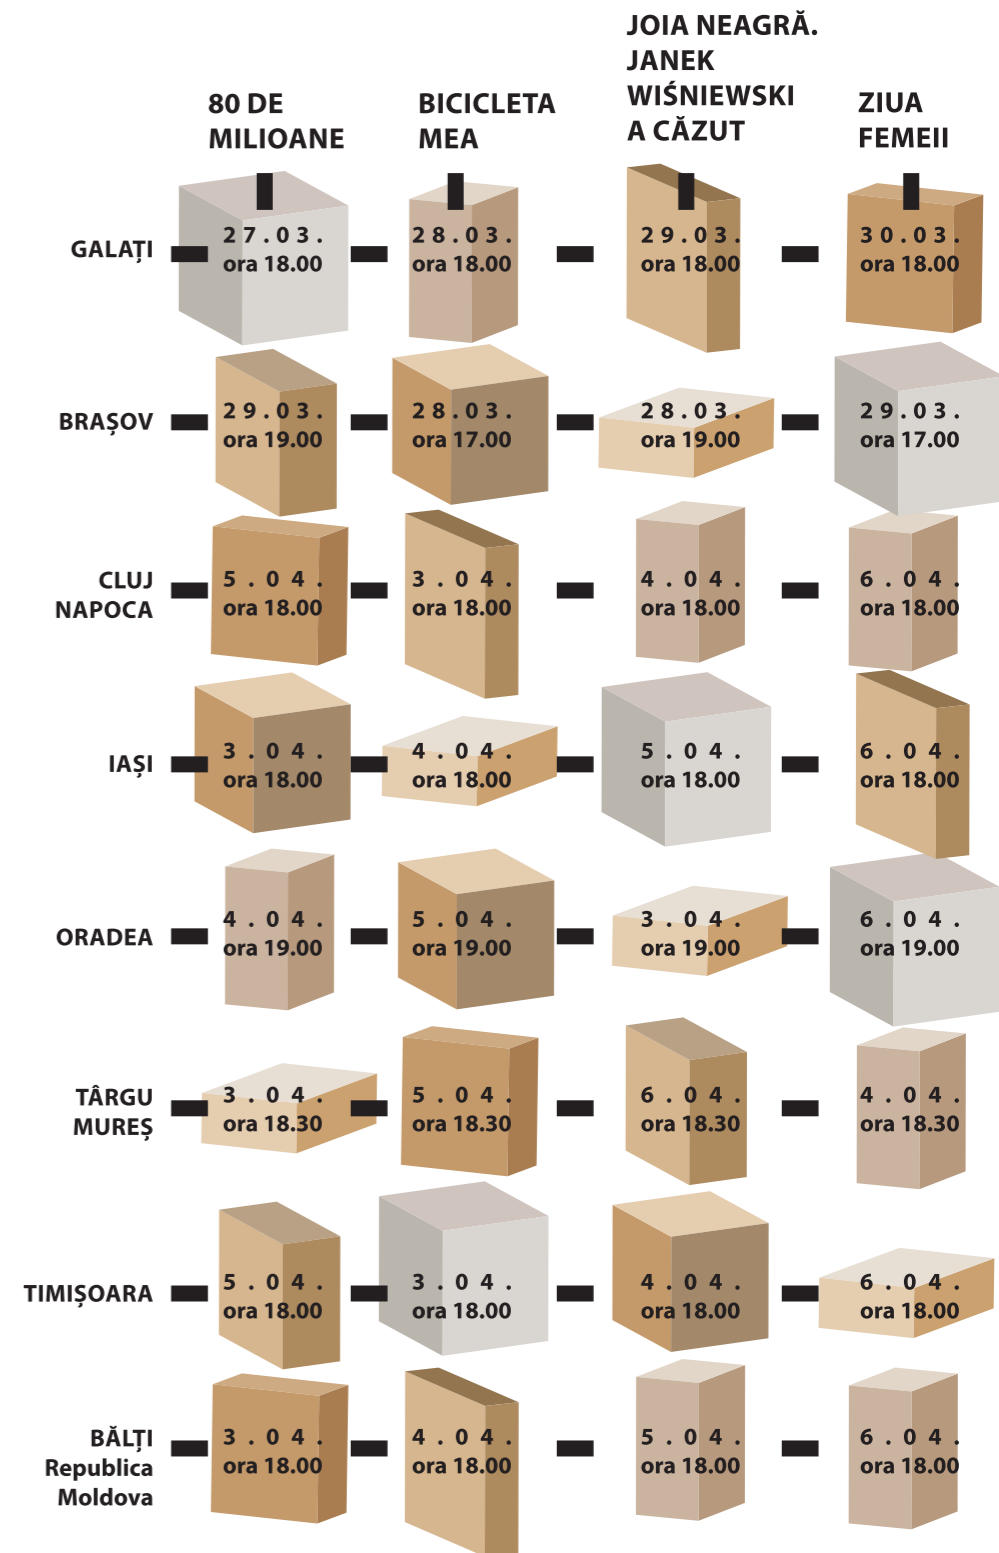 JOIA NEAGRĂ.
JANEK
WIŚNIEWSKI
A CĂZUT
80 DE
MILIOANE
BICICLETA
MEA
ZIUA
FEMEII
GALAȚI
27.03.
ora 18.00
28.03.
ora 18.00
29.03.
ora 18.00
30.03.
ora 18.00
BRAȘOV
29.03.
ora 19.00
28.03.
ora 17.00
28.03.
ora 19.00
29.03.
ora 17.00
CLUJ
NAPOCA
5.04.
ora 18.00
3.04.
ora 18.00
4.04.
ora 18.00
6.04.
ora 18.00
IAȘI
3.04.
ora 18.00
4.04.
ora 18.00
5.04.
ora 18.00
6.04.
ora 18.00
ORADEA
4.04.
ora 19.00
5.04.
ora 19.00
3.04.
ora 19.00
6.04.
ora 19.00
TÂRGU
MUREȘ
3.04.
ora 18.30
5.04.
ora 18.30
6.04.
ora 18.30
4.04.
ora 18.30
TIMIȘOARA
5.04.
ora 18.00
3.04.
ora 18.00
4.04.
ora 18.00
6.04.
ora 18.00
BĂLȚI
Republica
Moldova
3.04.
ora 18.00
4.04.
ora 18.00
5.04.
ora 18.00
6.04.
ora 18.00